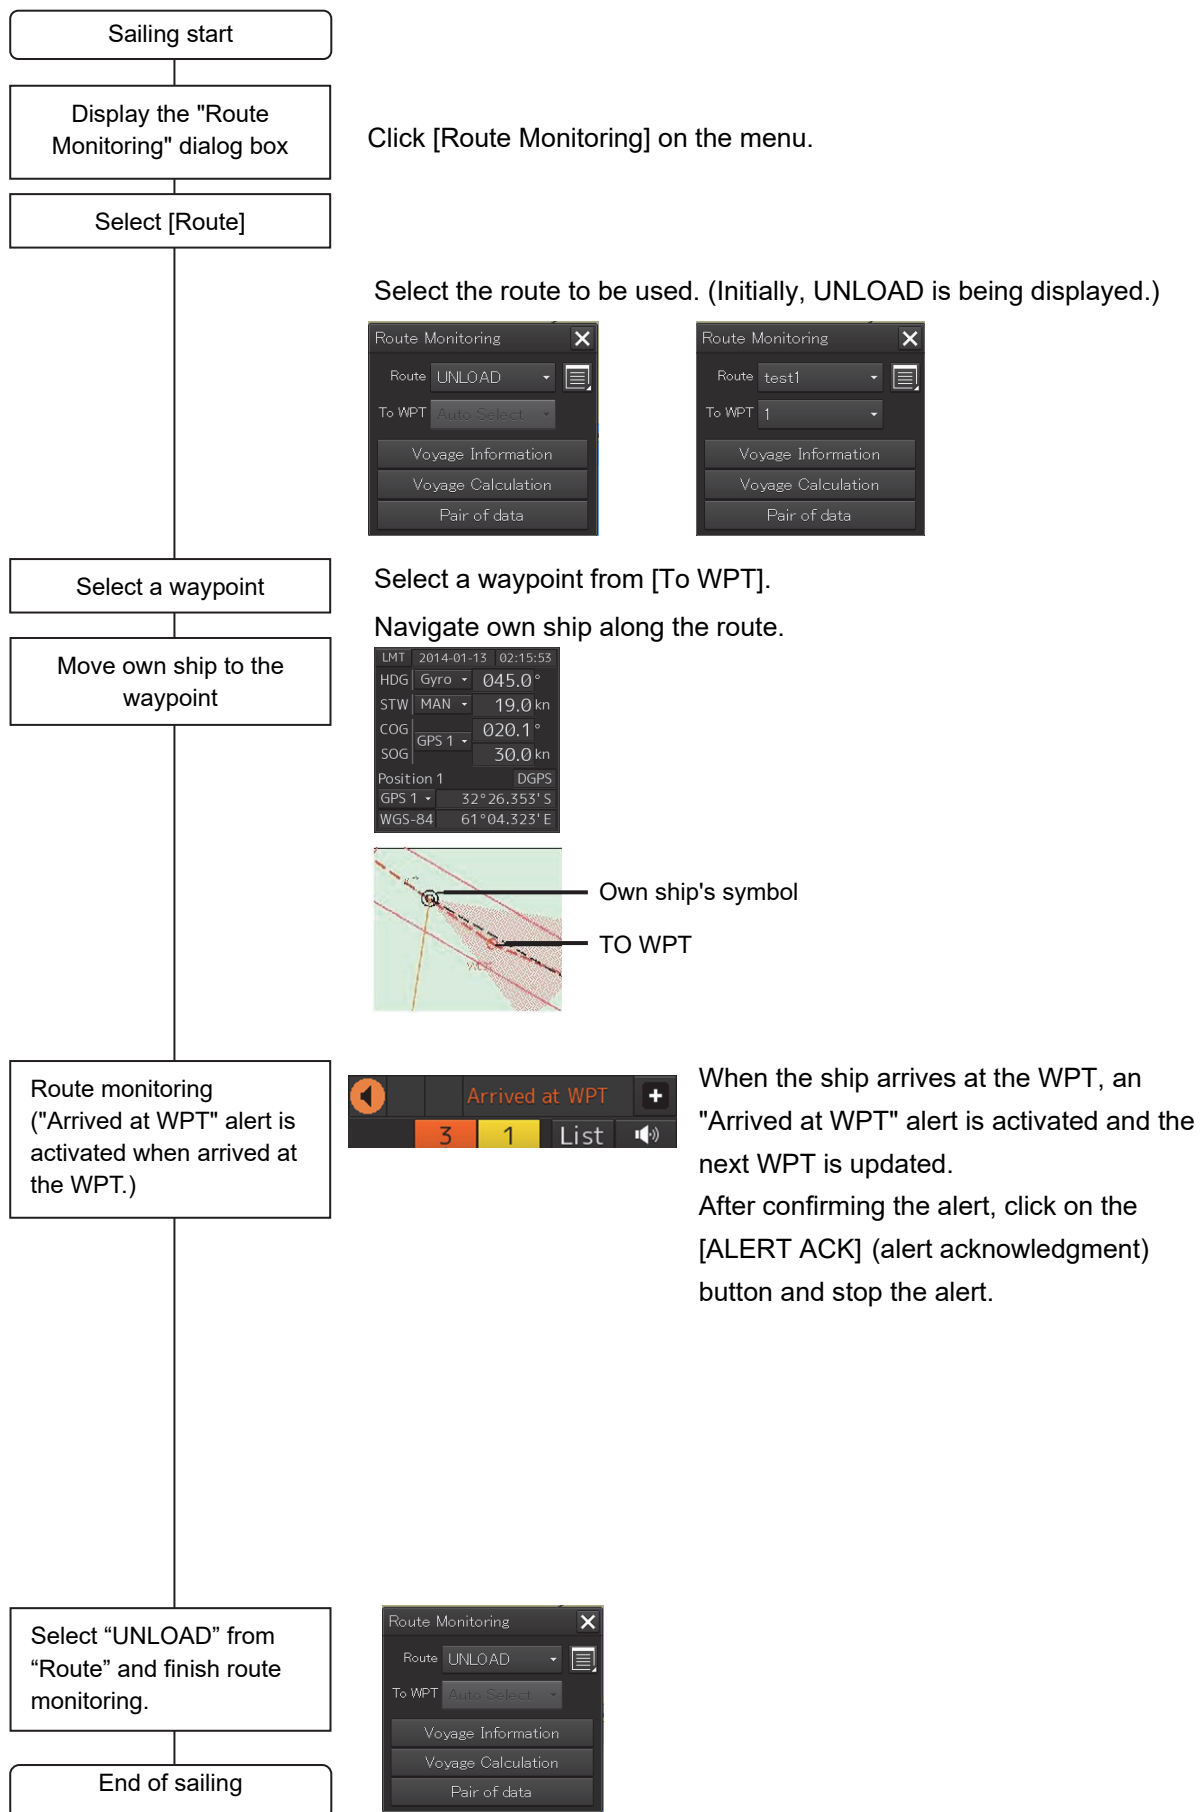 Sailing start
Display the "Route
Monitoring" dialog box
Click [Route Monitoring] on the menu.
Select [Route]
Select the route to be used. (Initially, UNLOAD is being displayed.)
Route Monitoring
Route UNLOAD
To WPT Auto Select
Voyage Information
Voyage Calculation
Pair of data
Route Monitoring
Route test1
To WPT 1
Voyage Information
Voyage Calculation
Pair of data
Select a waypoint
Select a waypoint from [To WPT].
Move own ship to the
waypoint
Navigate own ship along the route.
LMT 2014-01-13 02:15:53
HDG Gyro 045.0°
STW MAN 19.0 kn
COG GPS 1 020.1°
SOG 30.0 kn
Position 1 DGPS
GPS 1 32°26.353'S
WGS-84 61°04.323'E
Own ship's symbol
TO WPT
Route monitoring
("Arrived at WPT" alert is
activated when arrived at
the WPT.)
Arrived at WPT
3 1 List
When the ship arrives at the WPT, an
"Arrived at WPT" alert is activated and the
next WPT is updated.
After confirming the alert, click on the
[ALERT ACK] (alert acknowledgment)
button and stop the alert.
Select “UNLOAD” from
“Route” and finish route
monitoring.
Route Monitoring
Route UNLOAD
To WPT Auto Select
Voyage Information
Voyage Calculation
Pair of data
End of sailing